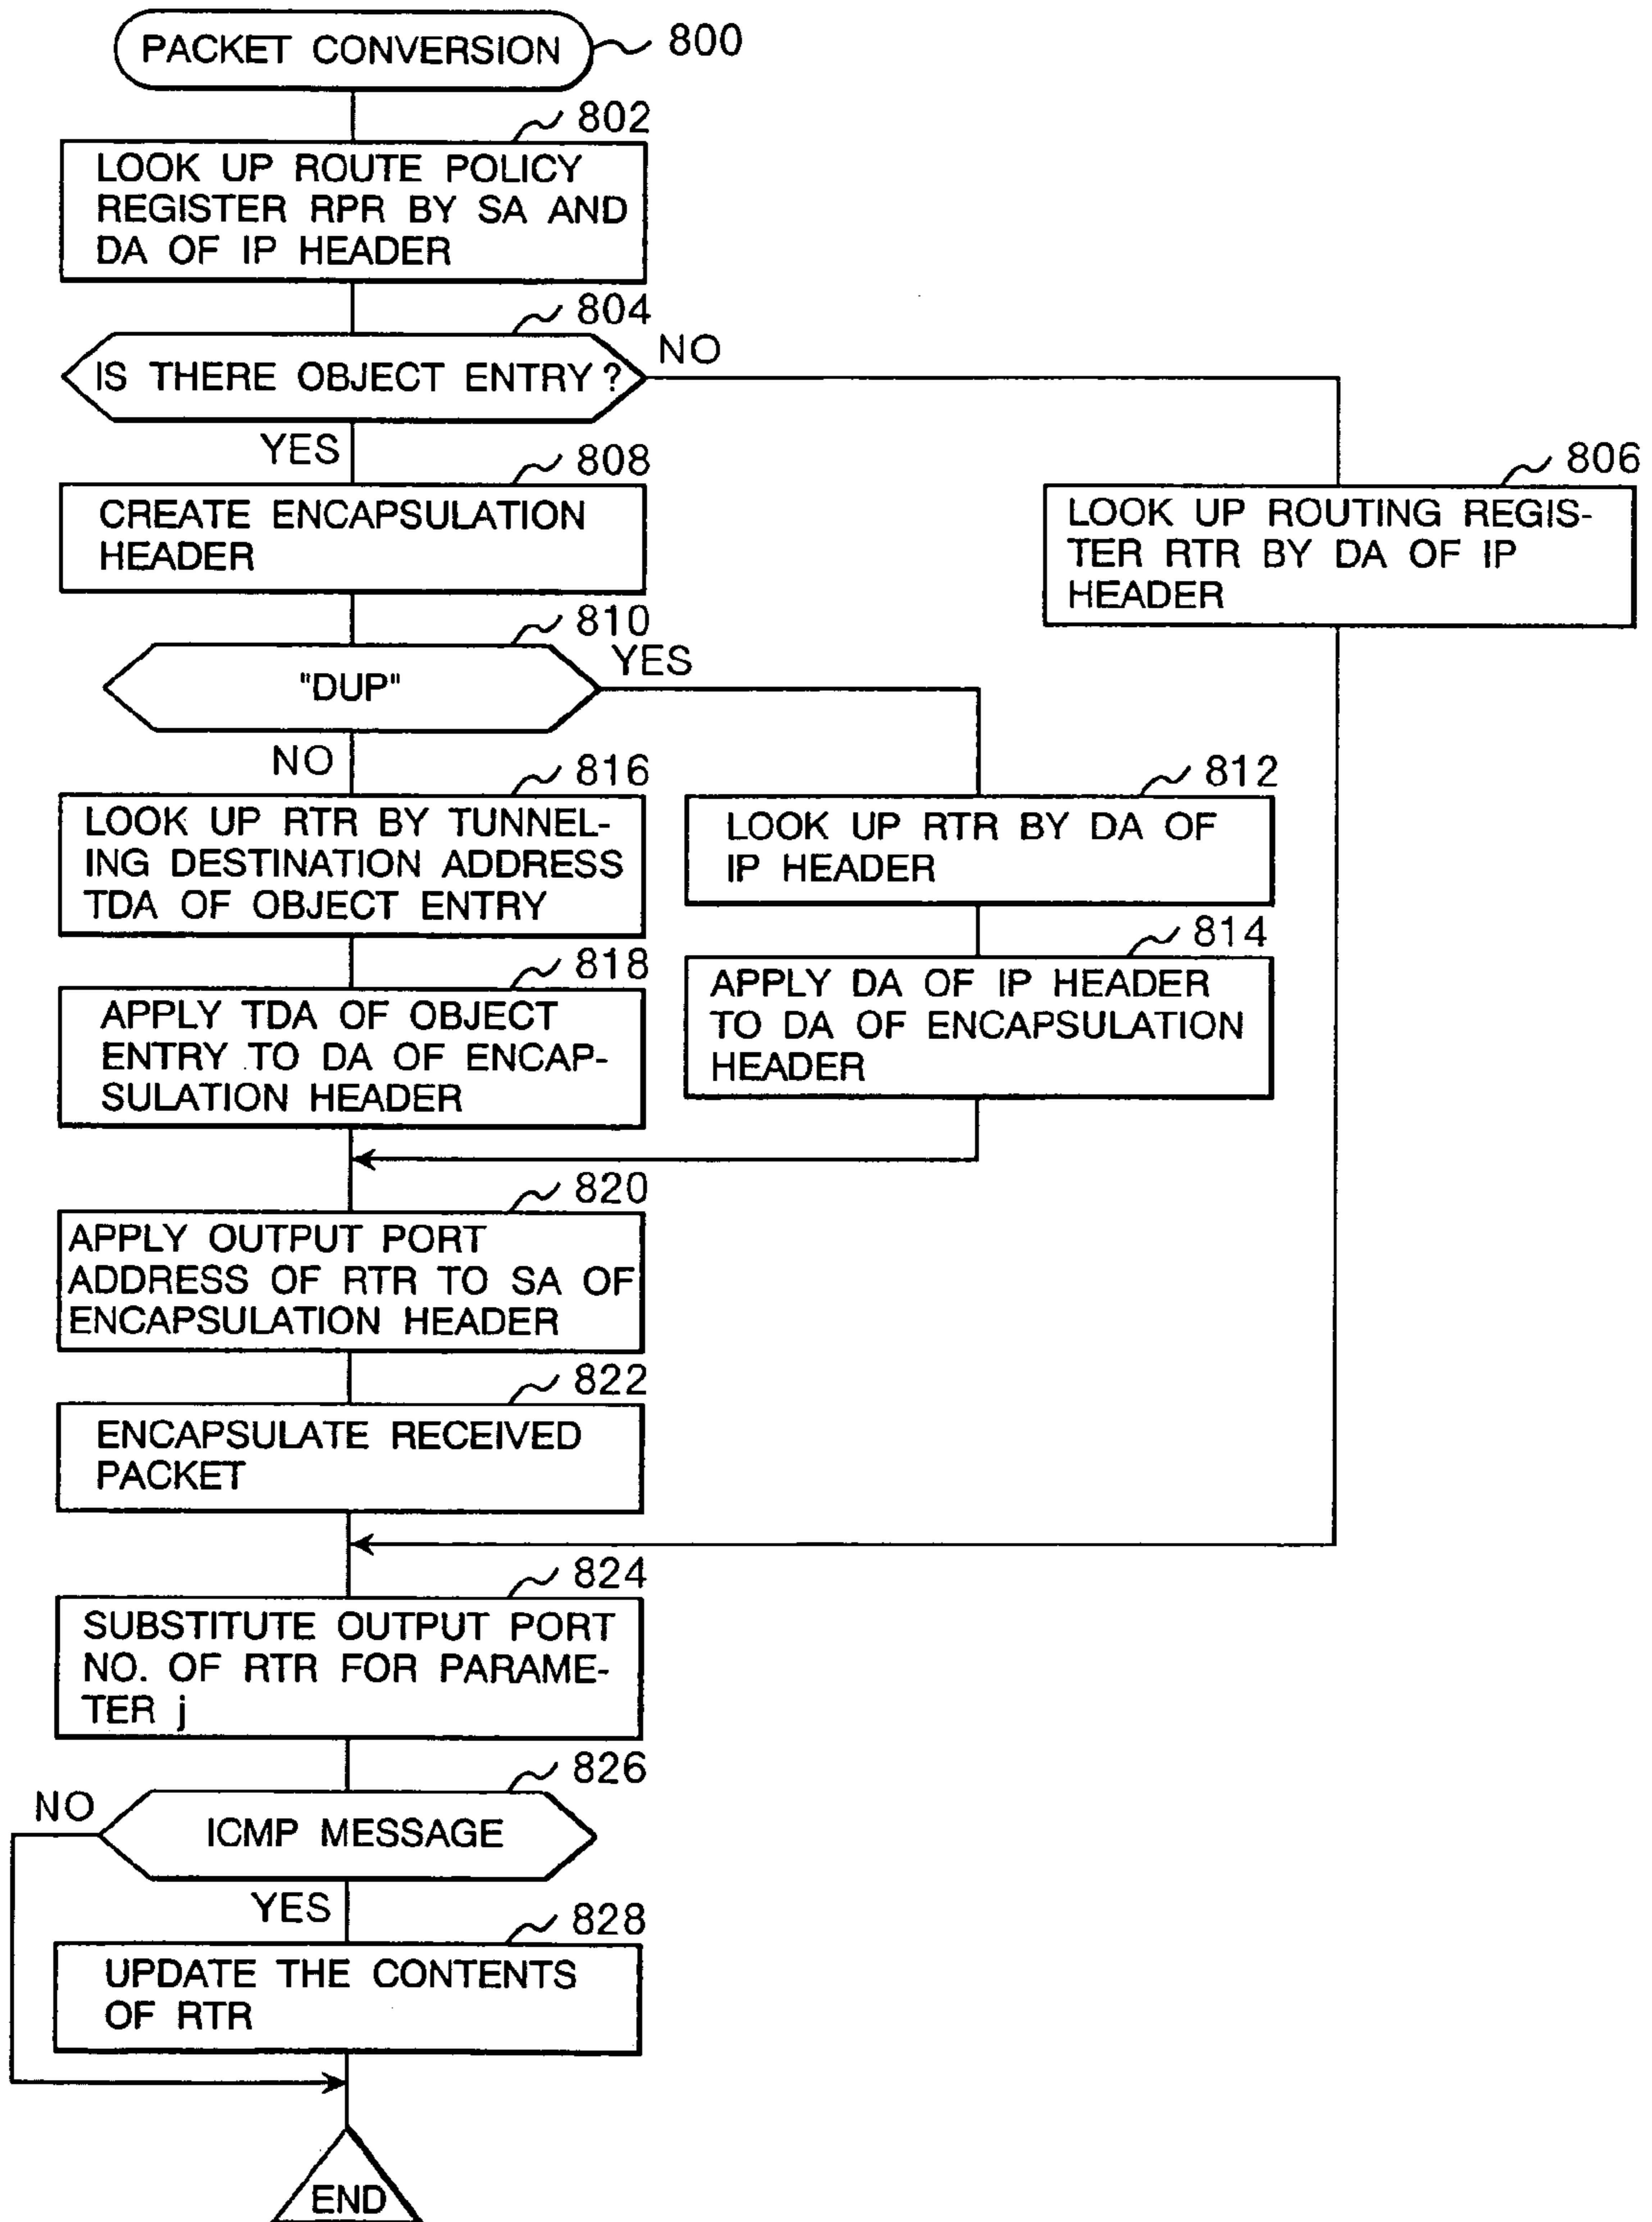 PACKET CONVERSION
800
802
LOOK UP ROUTE POLICY
REGISTER RPR BY SA AND
DA OF IP HEADER
804
IS THERE OBJECT ENTRY ?
NO
YES
808
CREATE ENCAPSULATION
HEADER
806
LOOK UP ROUTING REGIS-
TER RTR BY DA OF IP
HEADER
810
"DUP"
YES
NO
816
LOOK UP RTR BY TUNNEL-
ING DESTINATION ADDRESS
TDA OF OBJECT ENTRY
812
LOOK UP RTR BY DA OF
IP HEADER
818
APPLY TDA OF OBJECT
ENTRY TO DA OF ENCAP-
SULATION HEADER
814
APPLY DA OF IP HEADER
TO DA OF ENCAPSULATION
HEADER
820
APPLY OUTPUT PORT
ADDRESS OF RTR TO SA OF
ENCAPSULATION HEADER
822
ENCAPSULATE RECEIVED
PACKET
824
SUBSTITUTE OUTPUT PORT
NO. OF RTR FOR PARAME-
TER j
826
NO
ICMP MESSAGE
YES
828
UPDATE THE CONTENTS
OF RTR
END